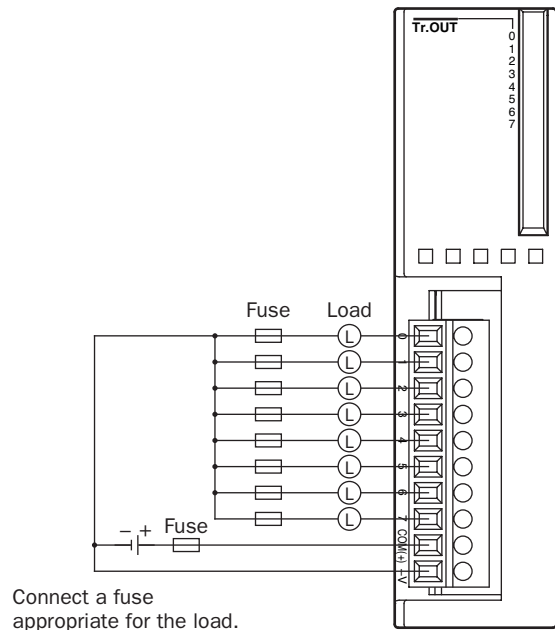 Tr.OUT
0
1
2
3
4
5
6
7
Fuse Load
L 0
L 1
L 2
L 3
L 4
L 5
L 6
L 7
− + Fuse COM(+)
−V
Connect a fuse
appropriate for the load.